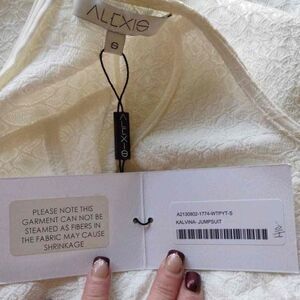 ALEXIS
S
ALEXIS
PLEASE NOTE THIS
GARMENT CAN NOT BE
STEAMED AS FIBERS IN
THE FABRIC MAY CAUSE
SHRINKAGE
A2130802-1774-WTPYT-S
KALVINA- JUMPSUIT